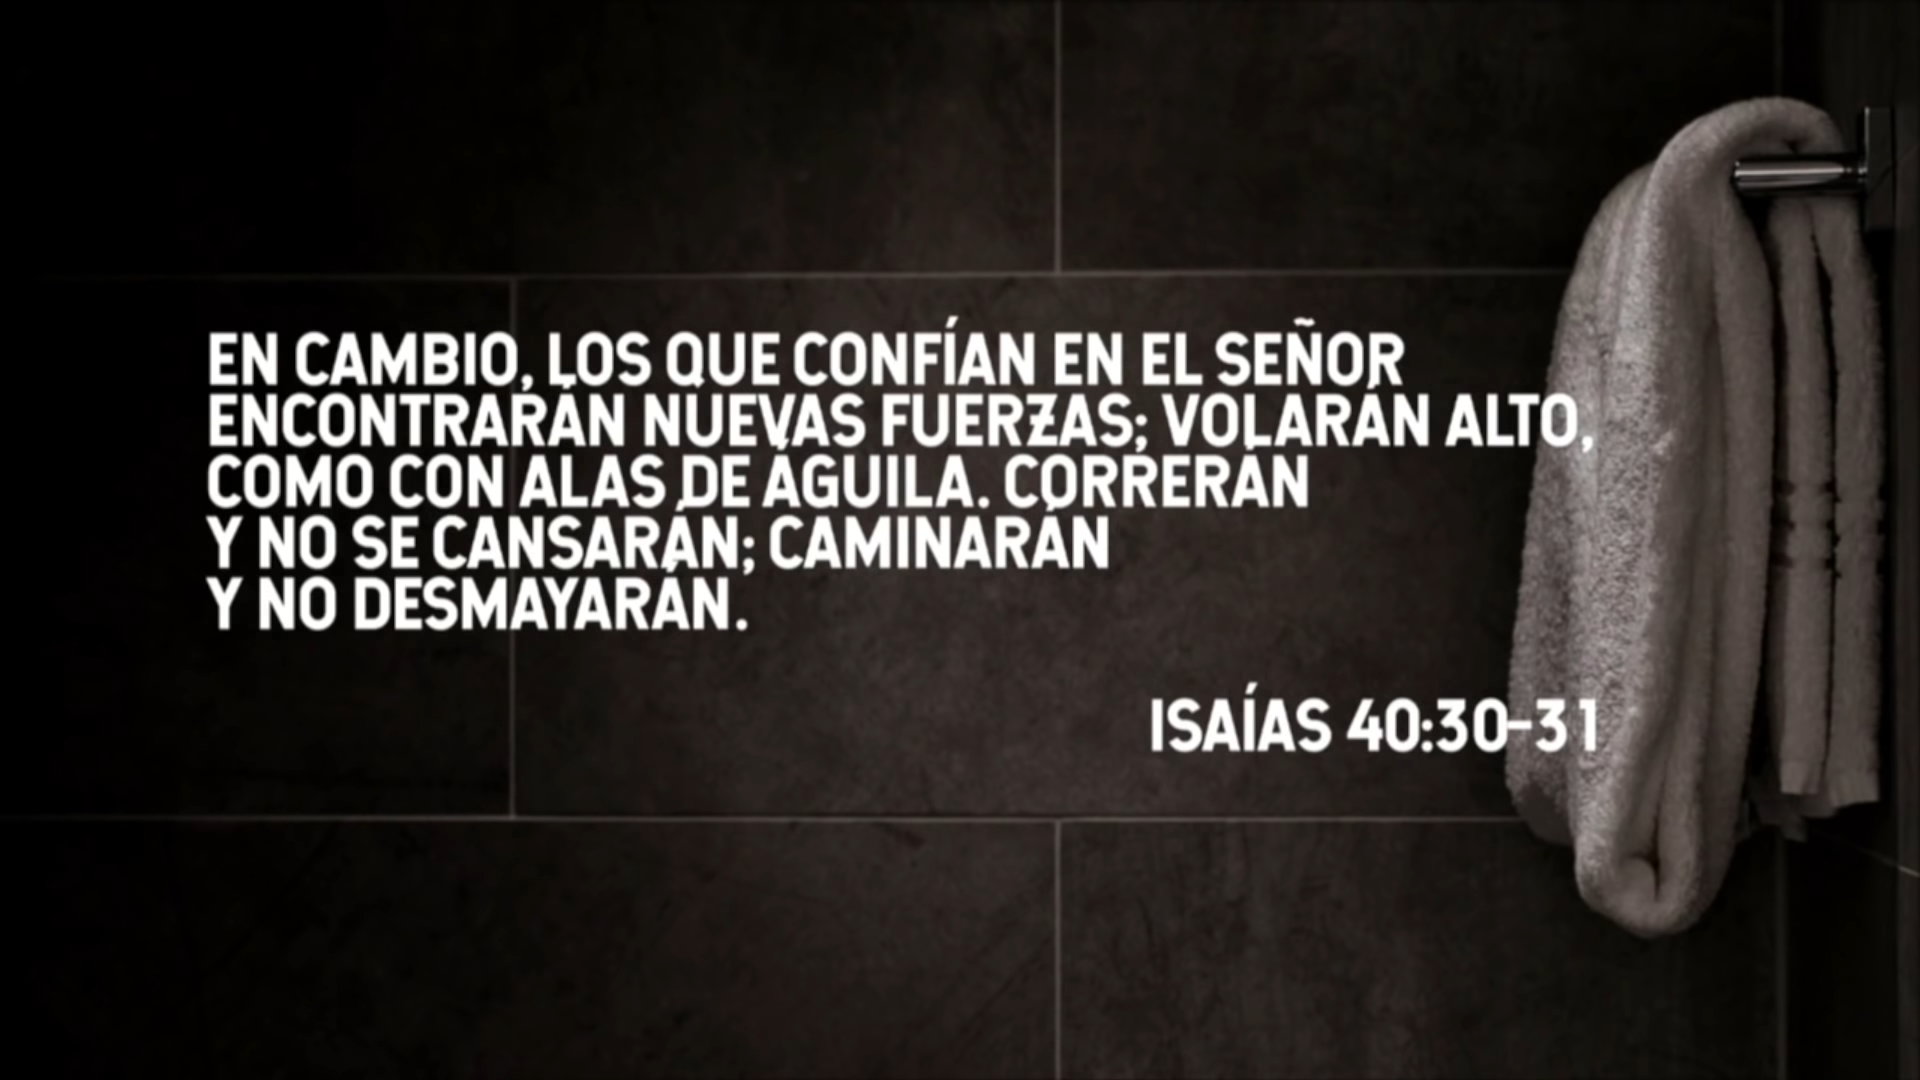 EN CAMBIO, LOS QUE CONFÍAN EN EL SEÑOR
ENCONTRARÁN NUEVAS FUERZAS; VOLARÁN ALTO,
COMO CON ALAS DE ÁGUILA. CORRERÁN
Y NO SE CANSARÁN; CAMINARÁN
Y NO DESMAYARÁN.
ISAÍAS 40:30-31